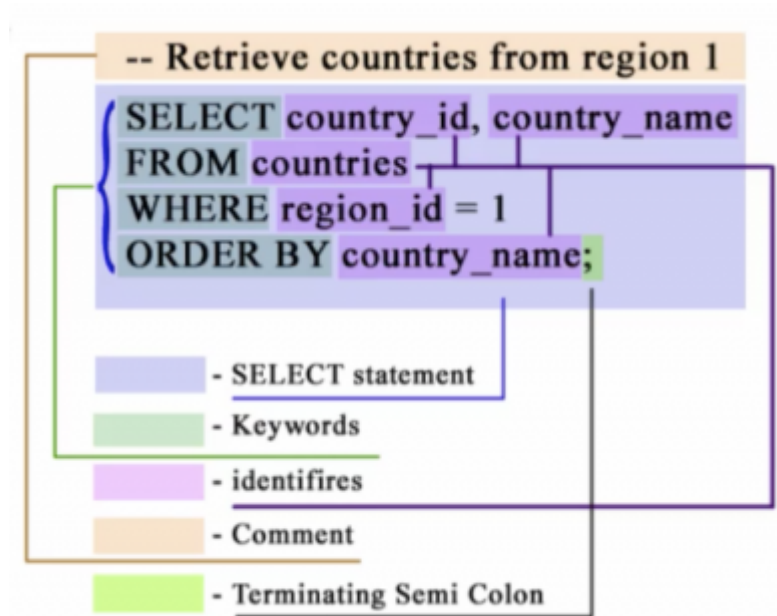 -- Retrieve countries from region 1
SELECT country_id, country_name
FROM countries
WHERE region_id = 1
ORDER BY country_name;
- SELECT statement
- Keywords
- identifires
- Comment
- Terminating Semi Colon